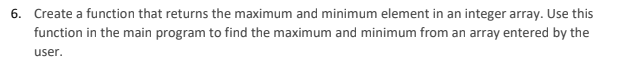 6. Create a function that returns the maximum and minimum element in an integer array. Use this
function in the main program to find the maximum and minimum from an array entered by the
user.